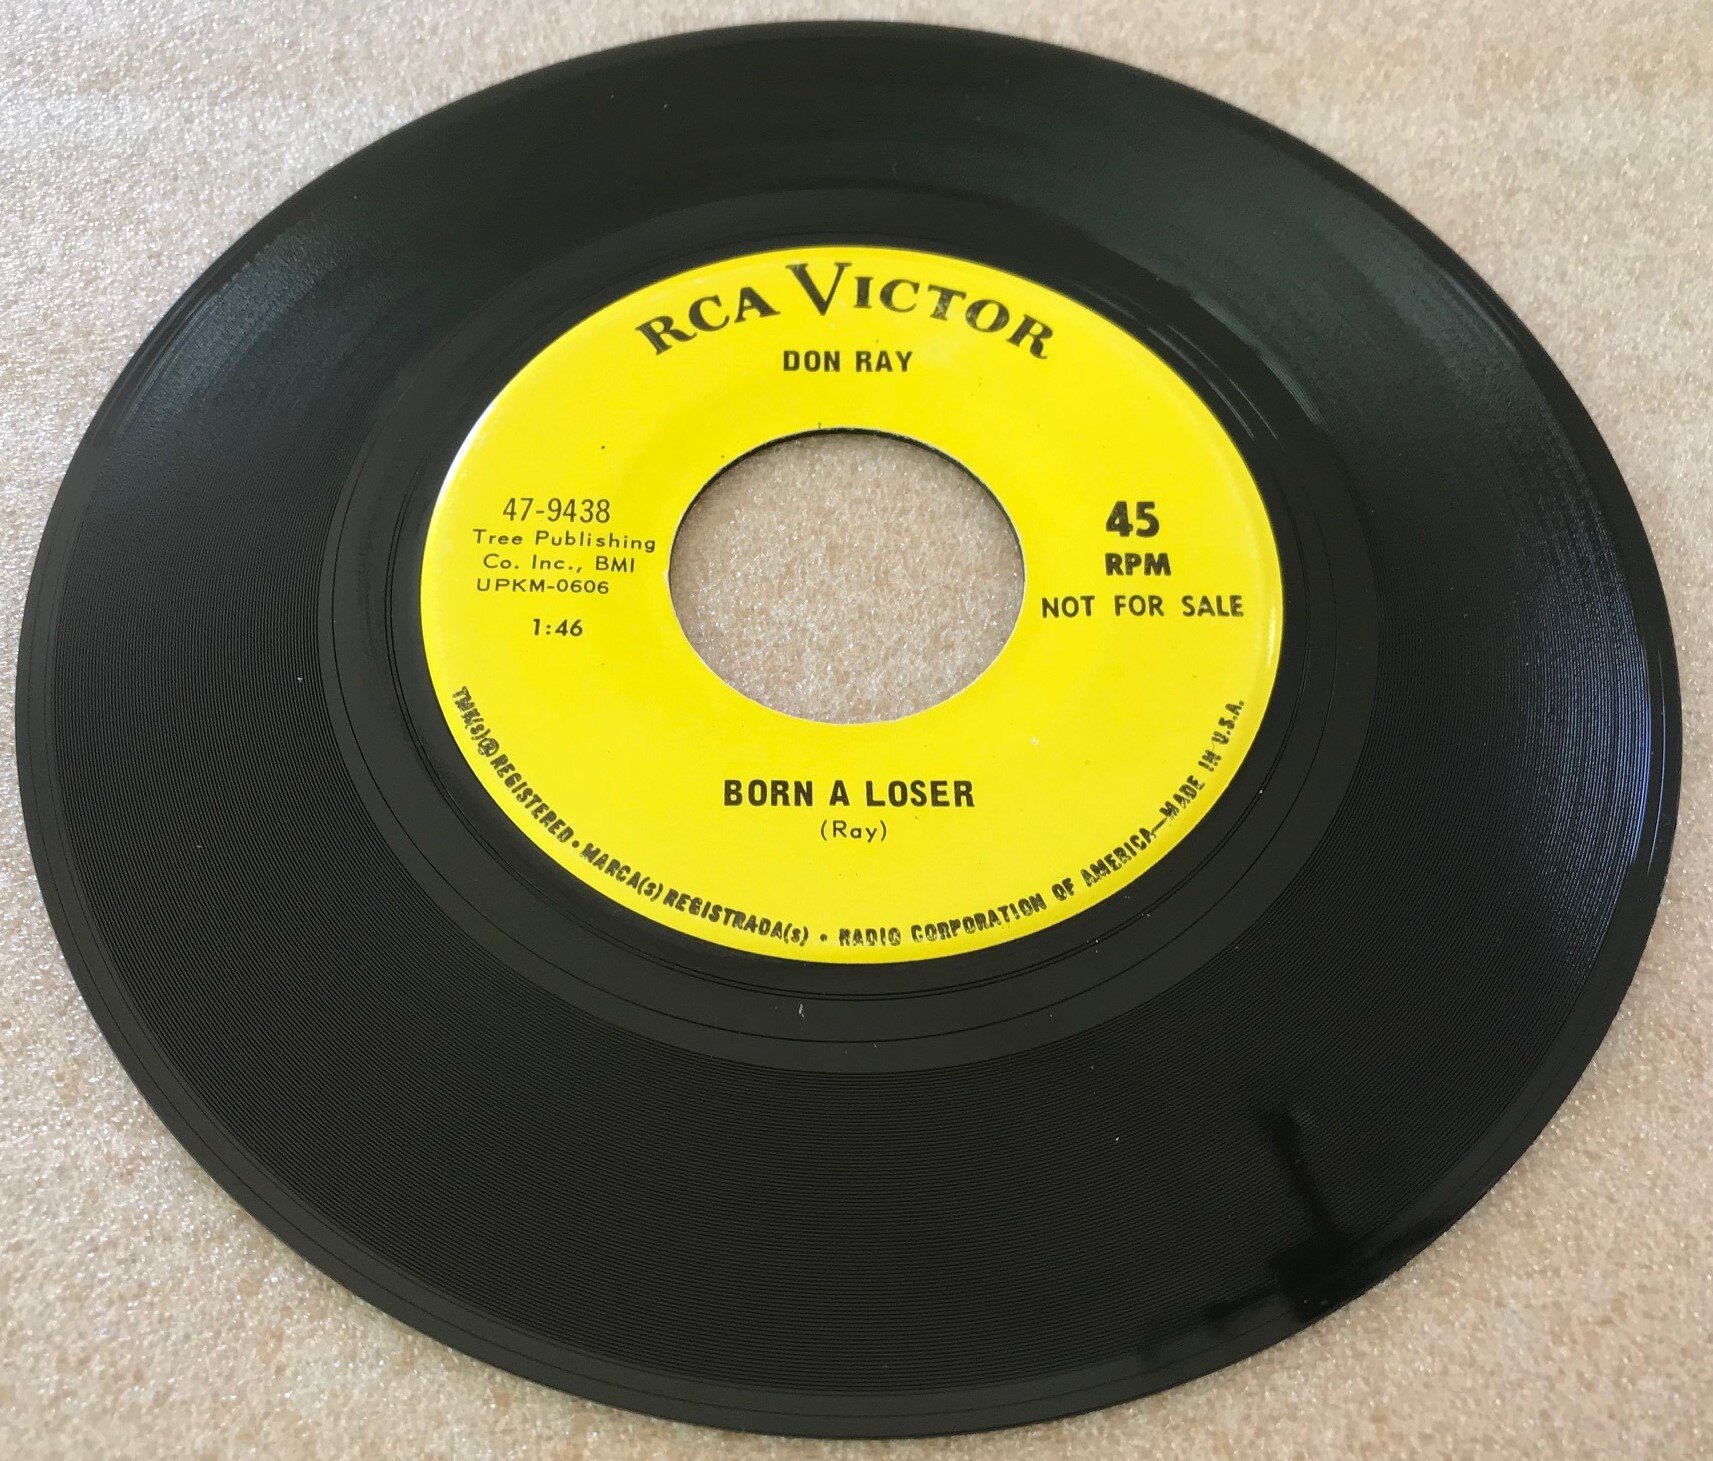 RCA VICTOR
DON RAY
47-9438
Tree Publishing
Co. Inc., BMI
UPKM-0606
1:46
45
RPM
NOT FOR SALE
BORN A LOSER
(Ray)
TMK(s) ® REGISTERED • MARCA(s) REGISTRADA(s) • RADIO CORPORATION OF AMERICA—MADE IN U.S.A.